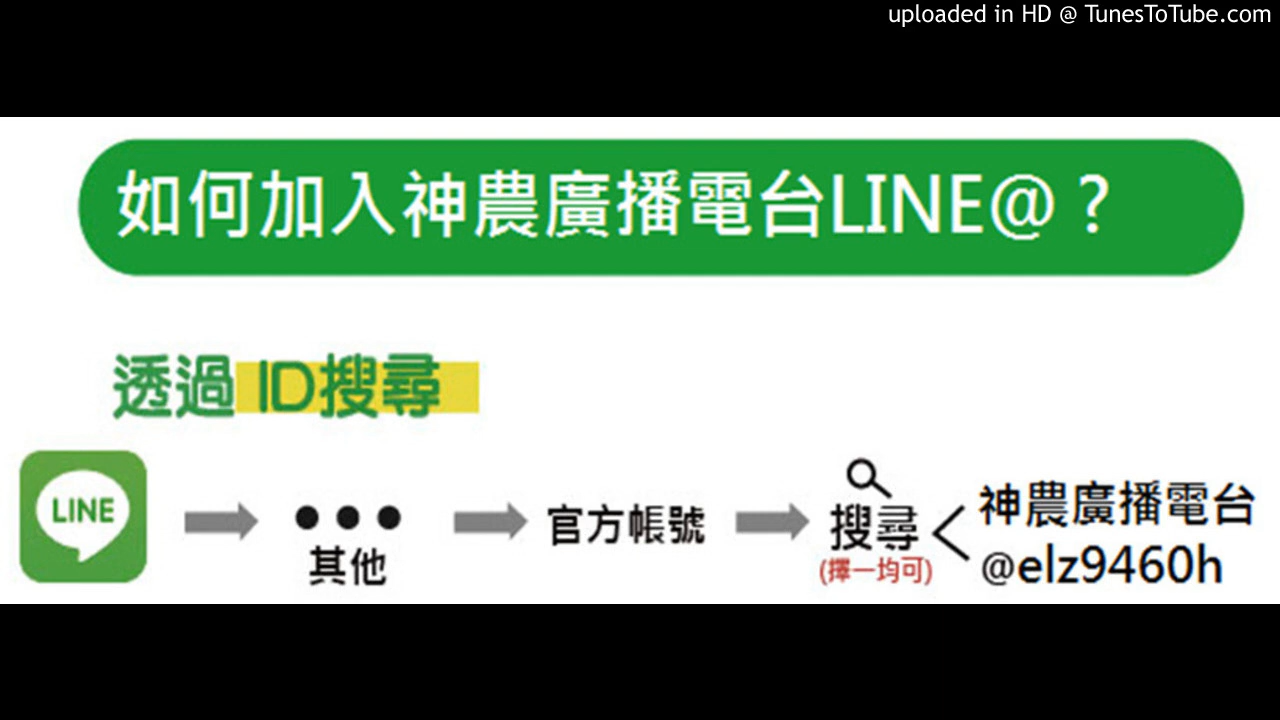 uploaded in HD @ TunesToTube.com
如何加入神農廣播電台LINE@？
透過 ID搜尋
LINE
其他
官方帳號
搜尋
(擇一均可)
神農廣播電台
@elz9460h